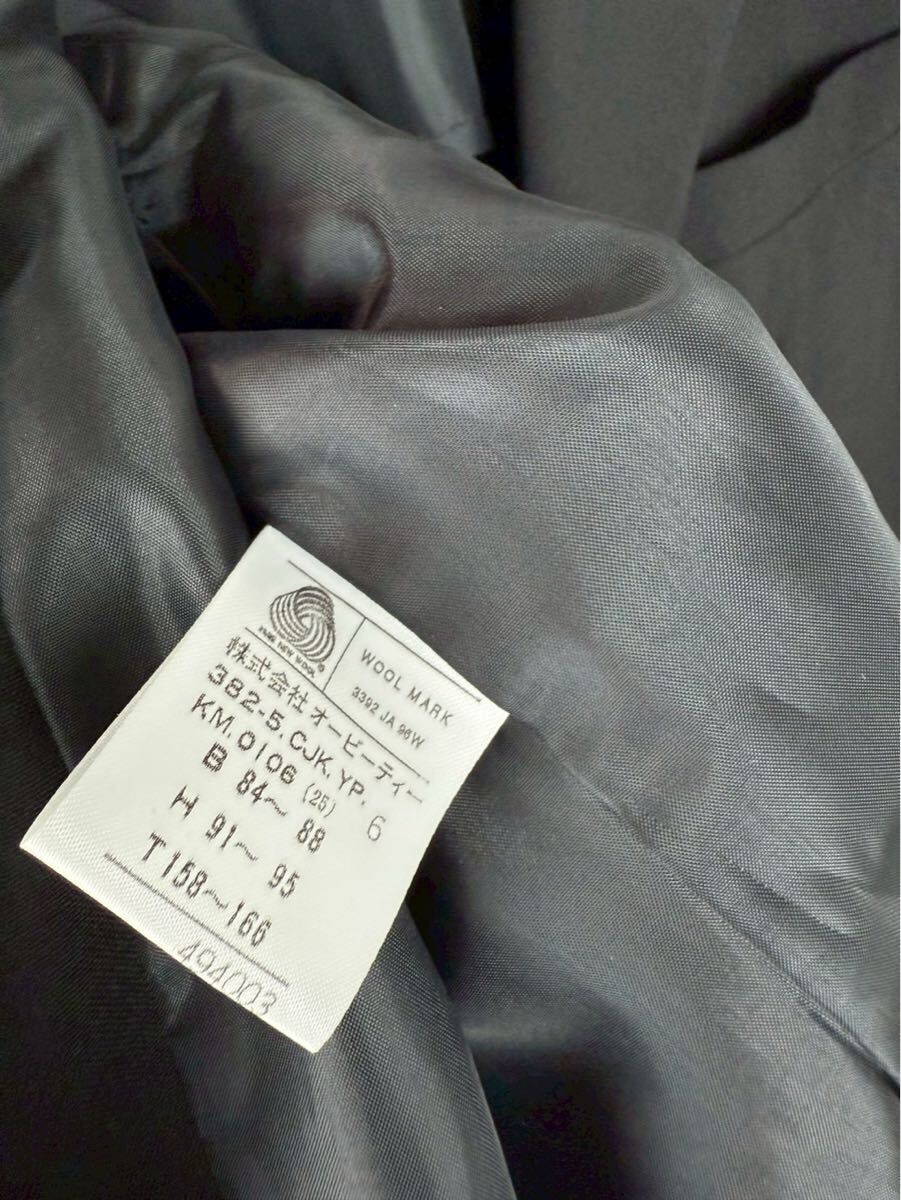 PURE NEW WOOL
®
WOOL MARK
3392 JA 96W
株式会社オーピーティー
382-5.CJK.YP.
KM.0106 (25) 6
B 84～ 88
H 91～ 95
T158～166
494003